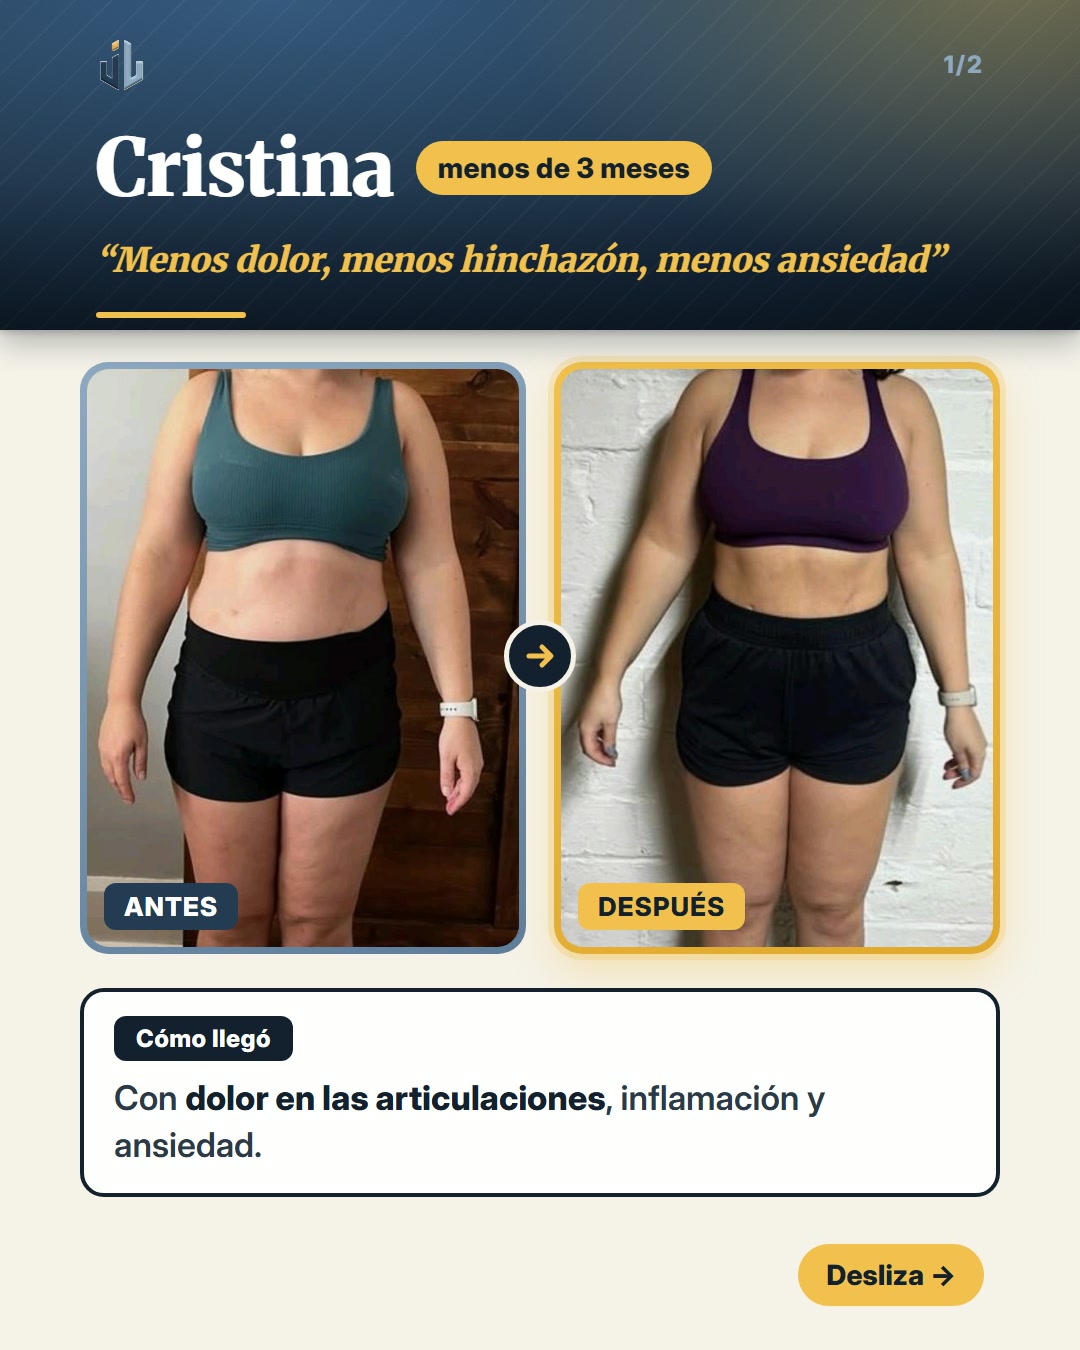 1/2
Cristina menos de 3 meses
“Menos dolor, menos hinchazón, menos ansiedad”
ANTES
DESPUÉS
Cómo llegó
Con dolor en las articulaciones, inflamación y
ansiedad.
Desliza →